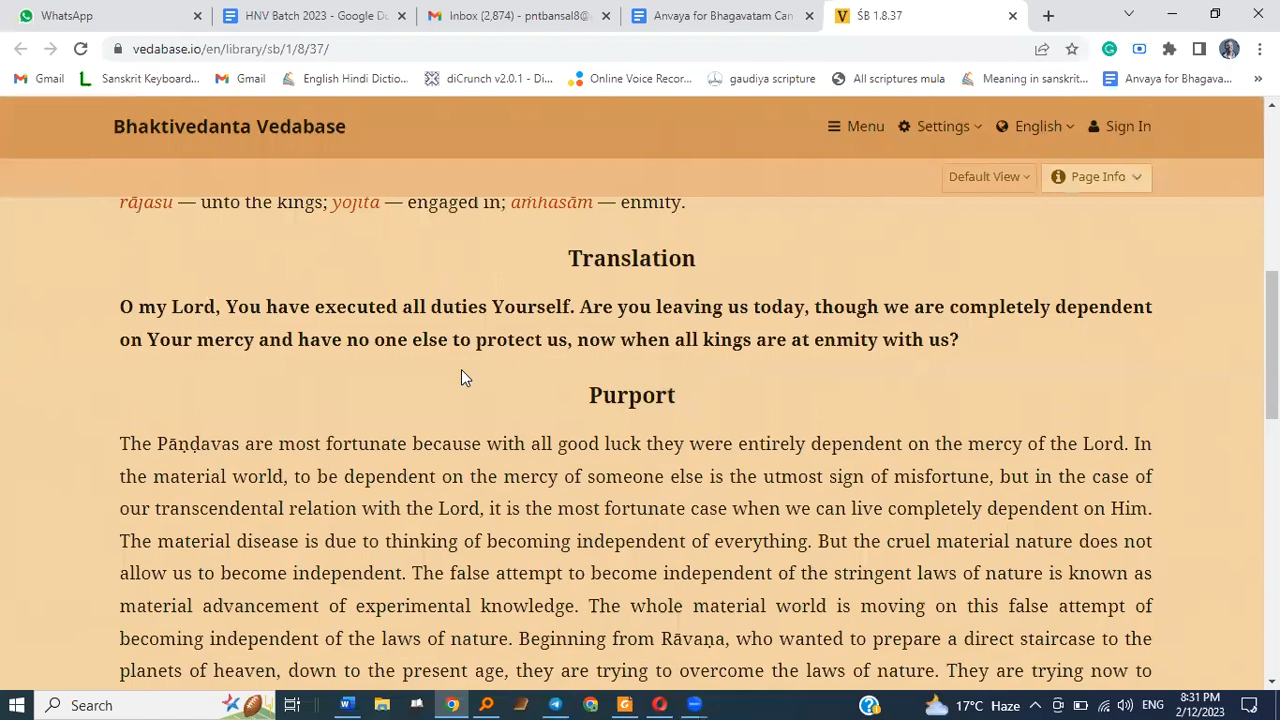 WhatsApp
HNV Batch 2023 - Google Do
Inbox (2,874) - pntbansal8@
Anvaya for Bhagavatam Can
ŚB 1.8.37
vedabase.io/en/library/sb/1/8/37/
Gmail
Sanskrit Keyboard...
Gmail
English Hindi Dictio...
diCrunch v2.0.1 - Di...
Online Voice Recor...
gaudiya scripture
All scriptures mula
Meaning in sanskrit...
Anvaya for Bhagava...
Bhaktivedanta Vedabase
Menu
Settings
English
Sign In
Default View
Page Info
rājasu — unto the kings; yojita — engaged in; aṁhasām — enmity.
Translation
O my Lord, You have executed all duties Yourself. Are you leaving us today, though we are completely dependent
on Your mercy and have no one else to protect us, now when all kings are at enmity with us?
Purport
The Pāṇḍavas are most fortunate because with all good luck they were entirely dependent on the mercy of the Lord. In
the material world, to be dependent on the mercy of someone else is the utmost sign of misfortune, but in the case of
our transcendental relation with the Lord, it is the most fortunate case when we can live completely dependent on Him.
The material disease is due to thinking of becoming independent of everything. But the cruel material nature does not
allow us to become independent. The false attempt to become independent of the stringent laws of nature is known as
material advancement of experimental knowledge. The whole material world is moving on this false attempt of
becoming independent of the laws of nature. Beginning from Rāvaṇa, who wanted to prepare a direct staircase to the
planets of heaven, down to the present age, they are trying to overcome the laws of nature. They are trying now to
Search
17°C Haze
ENG
8:31 PM
2/12/2023